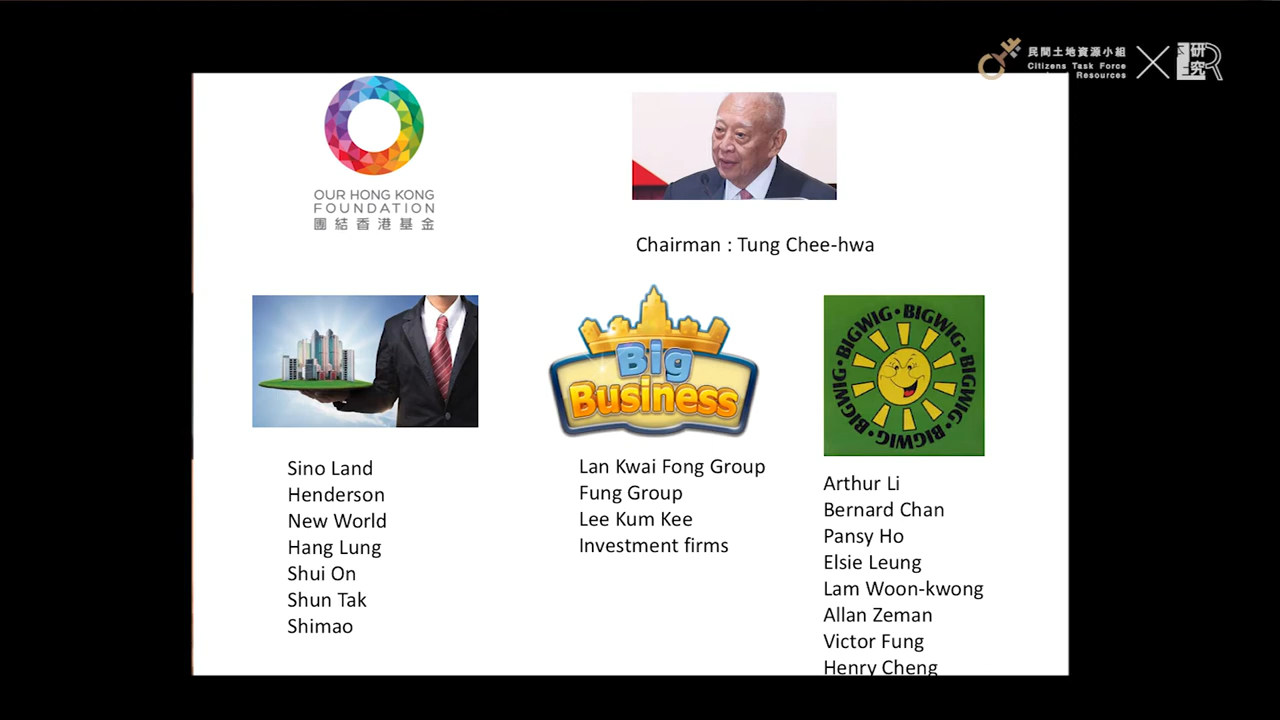 民間土地資源小組
Citizens Task Force
Resources
研
究
R
OUR HONG KONG
FOUNDATION
團結香港基金
Chairman : Tung Chee-hwa
Big
Business
BIGWIG • BIGWIG • BIGWIG • BIGWIG • BIGWIG •
Sino Land
Henderson
New World
Hang Lung
Shui On
Shun Tak
Shimao
Lan Kwai Fong Group
Fung Group
Lee Kum Kee
Investment firms
Arthur Li
Bernard Chan
Pansy Ho
Elsie Leung
Lam Woon-kwong
Allan Zeman
Victor Fung
Henry Cheng